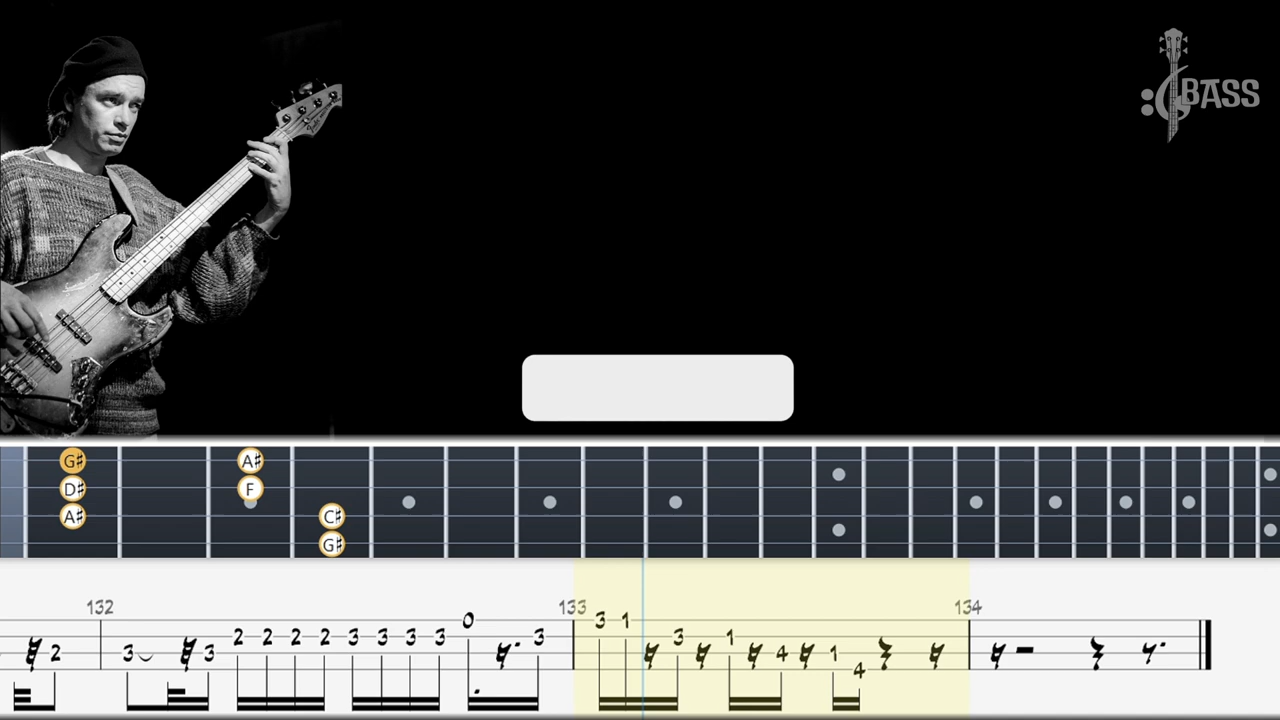 BASS
G♯ A♯
D♯ F
A♯ C♯
G♯
132 133 134
0 3 1
2 2 2 2 3 3 3 3 3 3 1
2 3 3 4 1
4